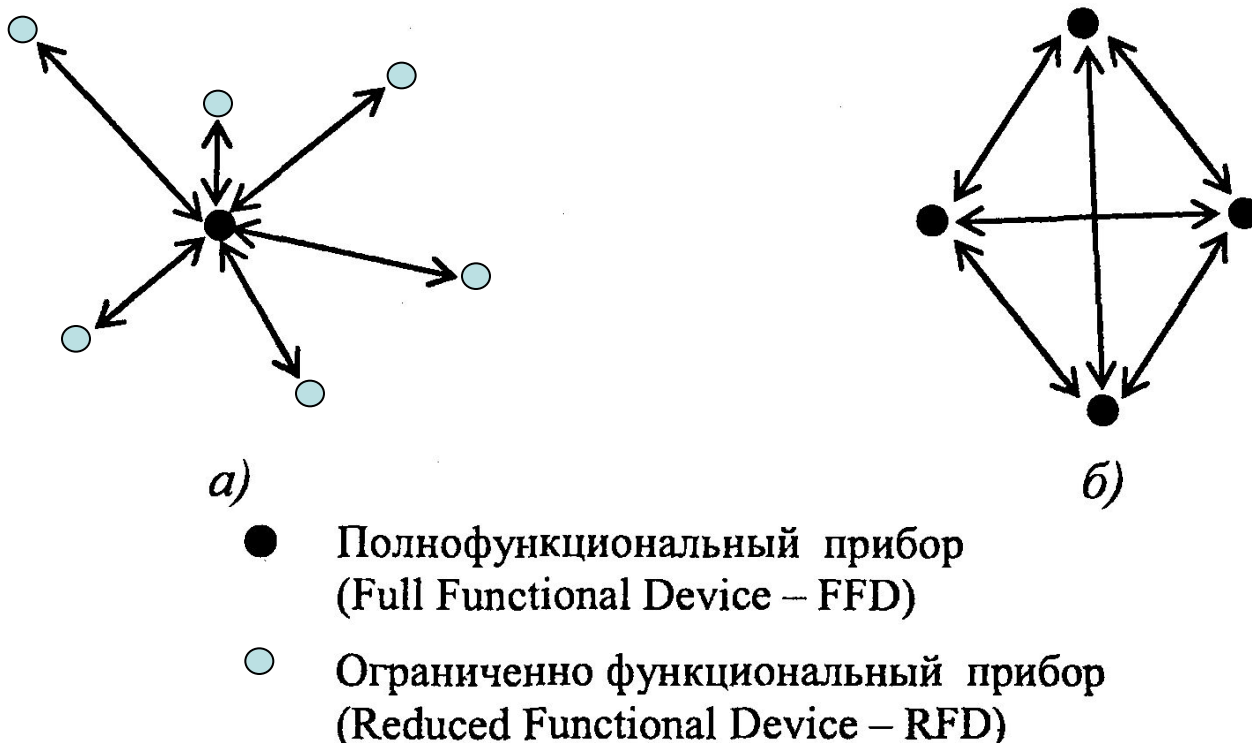 а)
б)
Полнофункциональный прибор
(Full Functional Device – FFD)
Ограниченно функциональный прибор
(Reduced Functional Device – RFD)